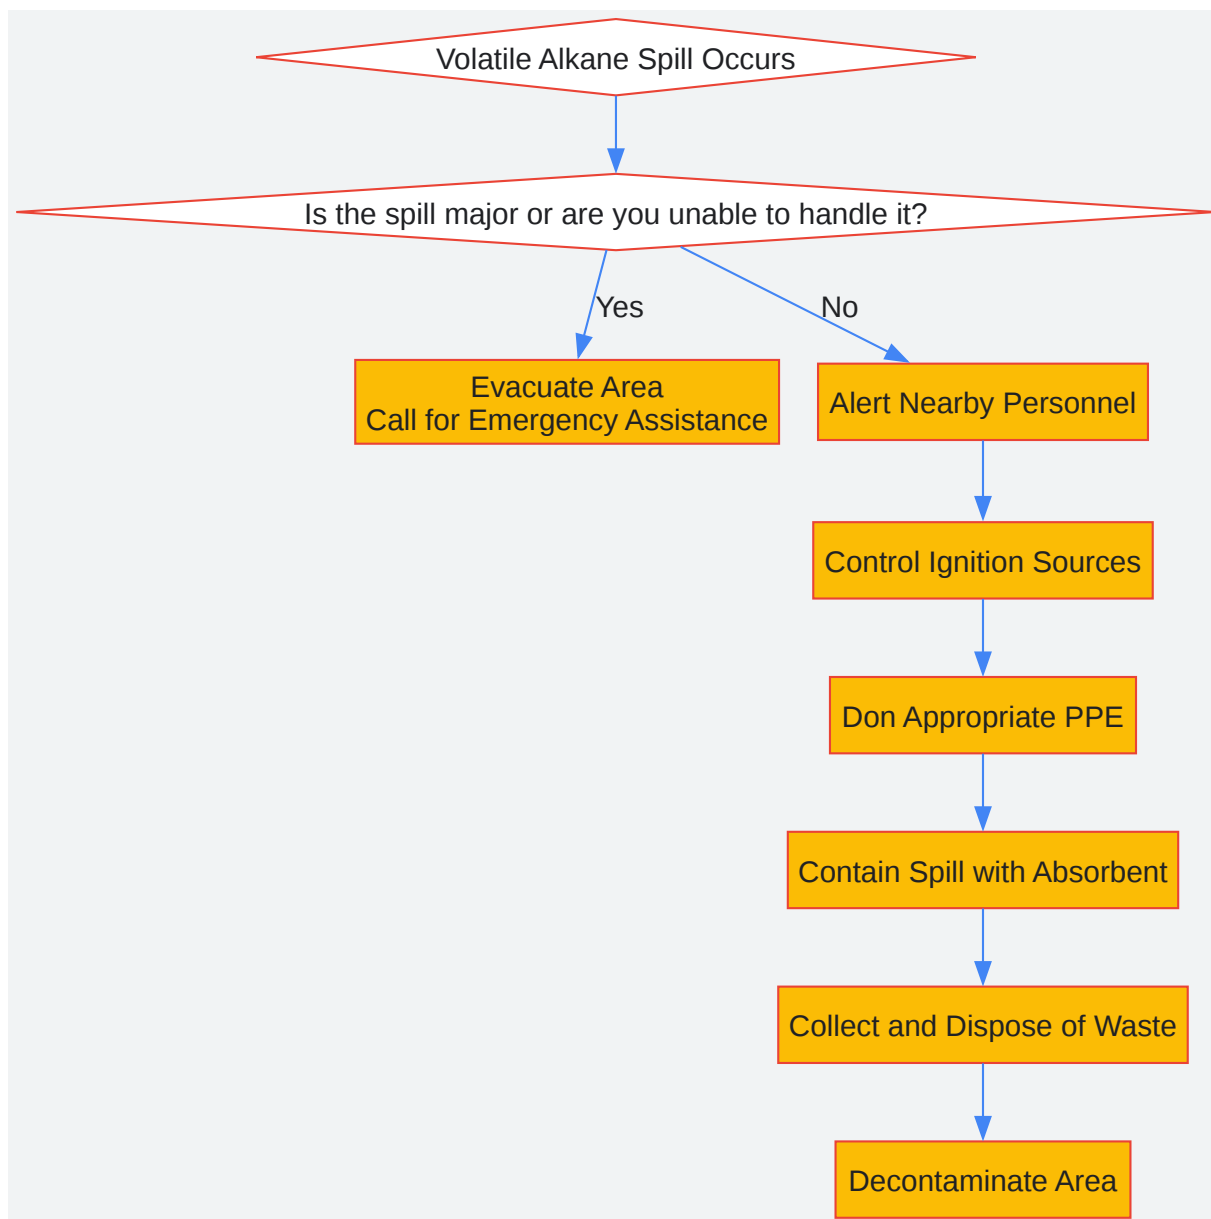 Volatile Alkane Spill Occurs
Is the spill major or are you unable to handle it?
Yes
No
Evacuate Area
Call for Emergency Assistance
Alert Nearby Personnel
Control Ignition Sources
Don Appropriate PPE
Contain Spill with Absorbent
Collect and Dispose of Waste
Decontaminate Area